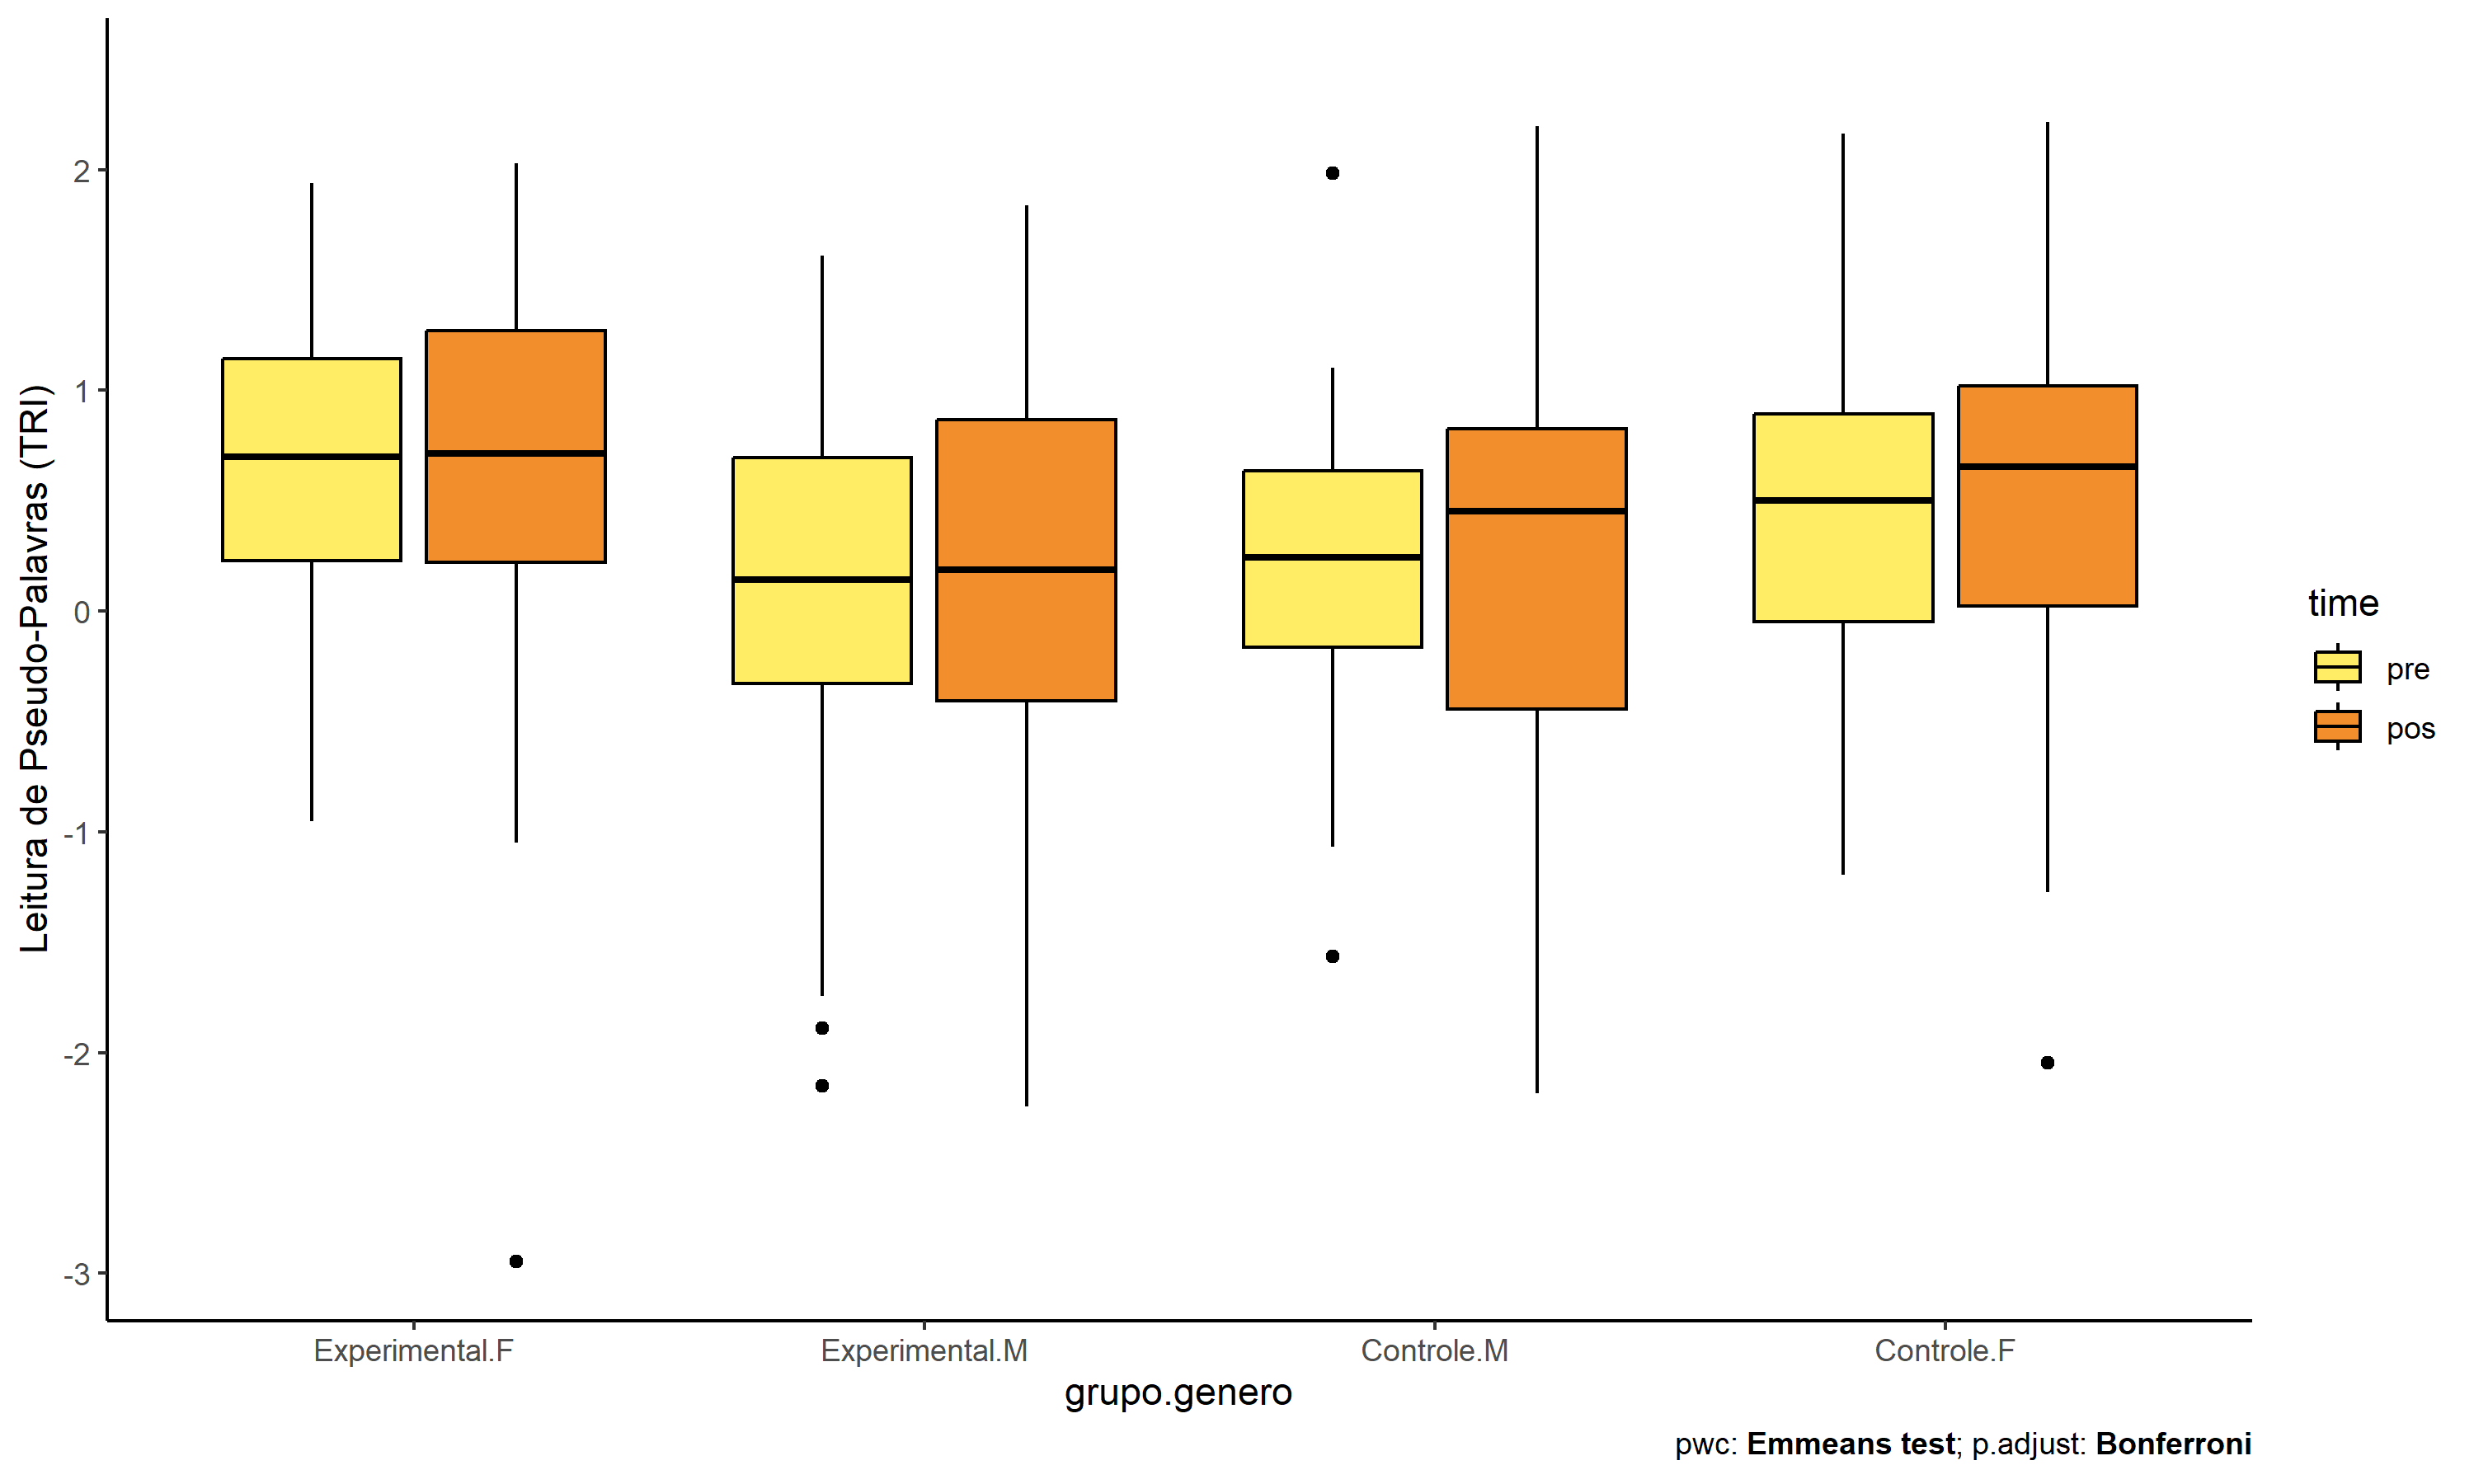 Leitura de Pseudo-Palavras (TRI)
2
1
0
-1
-2
-3
Experimental.F
Experimental.M
Controle.M
Controle.F
grupo.genero
time
pre
pos
pwc: Emmeans test; p.adjust: Bonferroni